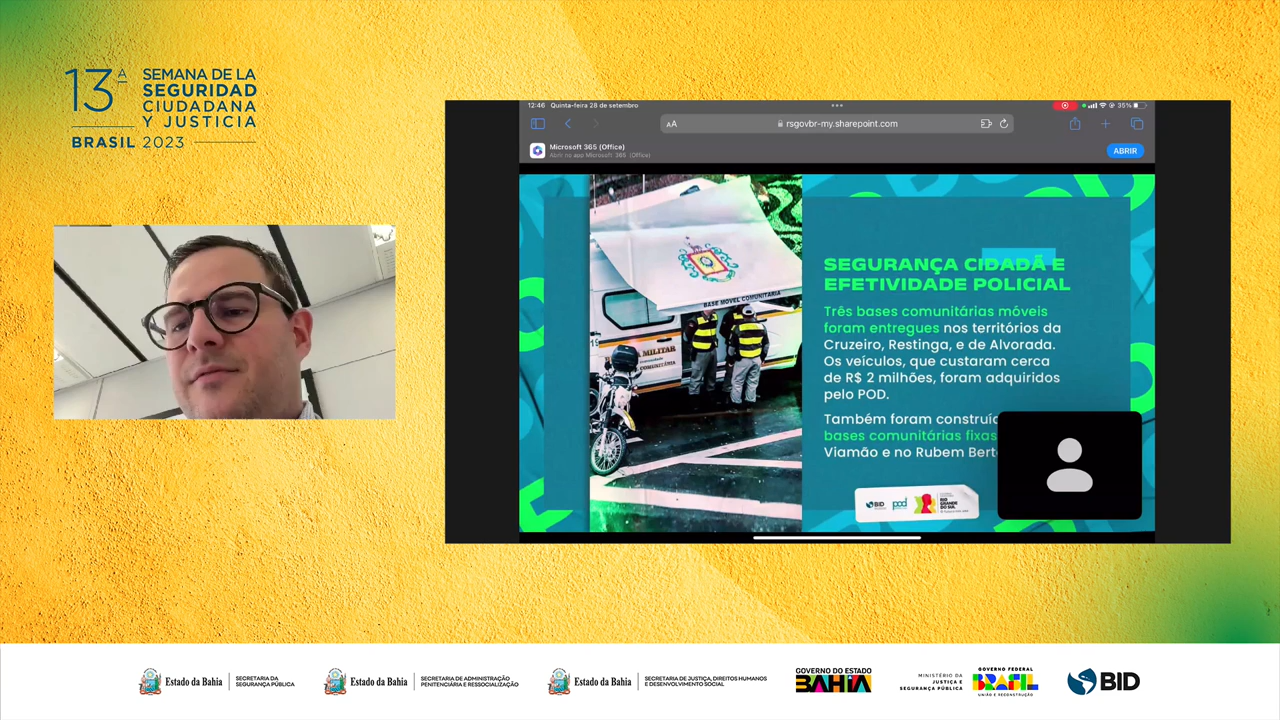 13ª
SEMANA DE LA
SEGURIDAD
CIUDADANA
Y JUSTICIA
BRASIL 2023
12:46 Quinta-feira 28 de setembro
35%
AA
rsgovbr-my.sharepoint.com
Microsoft 365 (Office)
Abrir no app Microsoft 365 (Office)
ABRIR
BASE MÓVEL COMUNITÁRIA
MILITAR
SEGURANÇA CIDADÃ E
EFETIVIDADE POLICIAL
Três bases comunitárias móveis
foram entregues nos territórios da
Cruzeiro, Restinga, e de Alvorada.
Os veículos, que custaram cerca
de R$ 2 milhões, foram adquiridos
pelo POD.
Também foram
bases comunitárias fixas
Viamão e no Rubem
BID
pod
RIO
GRANDE
DO SUL
Estado da Bahia
SECRETARIA DA
SEGURANÇA PÚBLICA
Estado da Bahia
SECRETARIA DE ADMINISTRAÇÃO
PENITENCIÁRIA E RESSOCIALIZAÇÃO
Estado da Bahia
SECRETARIA DE JUSTIÇA, DIREITOS HUMANOS
E DESENVOLVIMENTO SOCIAL
GOVERNO DO ESTADO
BAHIA
MINISTÉRIO DA
JUSTIÇA E
SEGURANÇA PÚBLICA
GOVERNO FEDERAL
BRASIL
UNIÃO E RECONSTRUÇÃO
BID